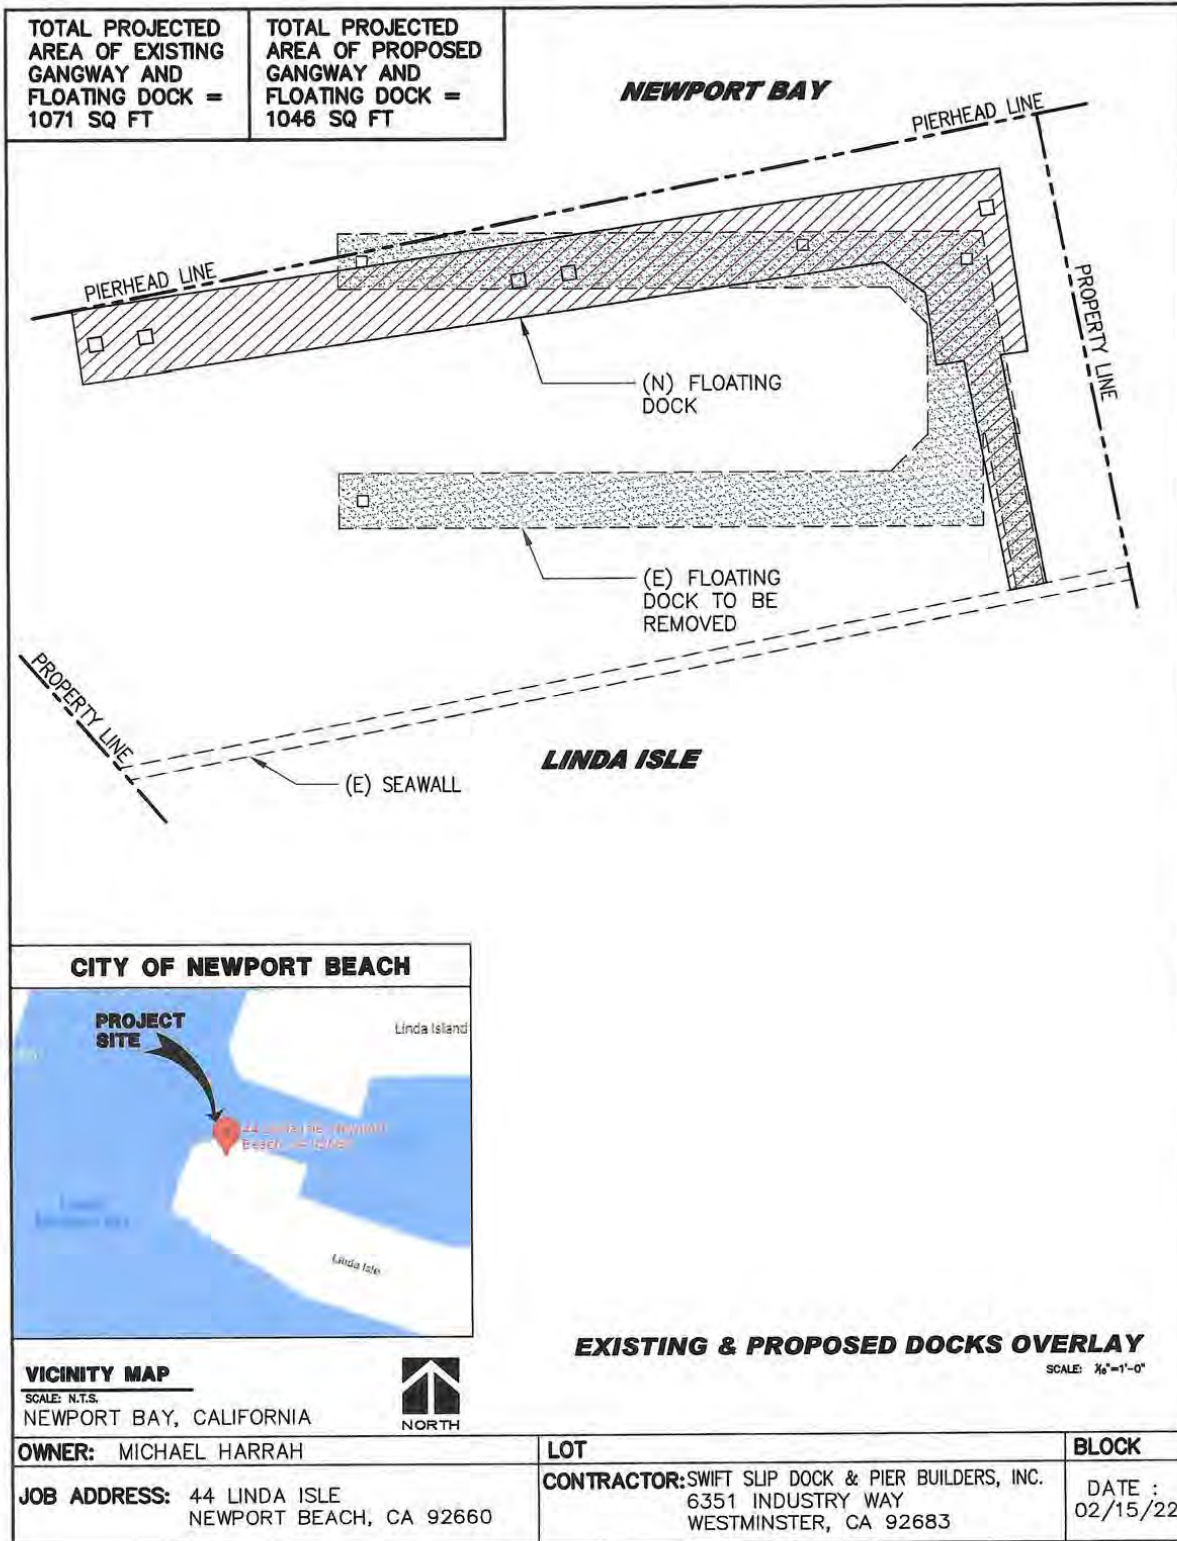 TOTAL PROJECTED
AREA OF EXISTING
GANGWAY AND
FLOATING DOCK =
1071 SQ FT
TOTAL PROJECTED
AREA OF PROPOSED
GANGWAY AND
FLOATING DOCK =
1046 SQ FT
NEWPORT BAY
PIERHEAD LINE
PIERHEAD LINE
PROPERTY LINE
(N) FLOATING
DOCK
(E) FLOATING
DOCK TO BE
REMOVED
PROPERTY LINE
LINDA ISLE
(E) SEAWALL
CITY OF NEWPORT BEACH
PROJECT
SITE
Linda Island
Linda Isle
EXISTING & PROPOSED DOCKS OVERLAY
SCALE: 1/16"=1'-0"
VICINITY MAP
SCALE: N.T.S.
NEWPORT BAY, CALIFORNIA
NORTH
OWNER: MICHAEL HARRAH
LOT
BLOCK
JOB ADDRESS: 44 LINDA ISLE
NEWPORT BEACH, CA 92660
CONTRACTOR: SWIFT SLIP DOCK & PIER BUILDERS, INC.
6351 INDUSTRY WAY
WESTMINSTER, CA 92683
DATE :
02/15/22